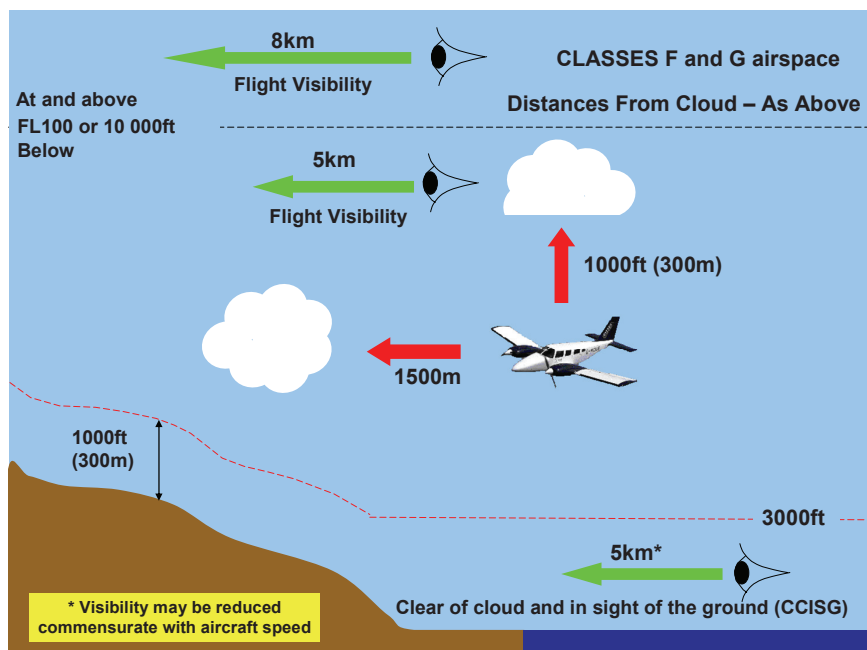 8km
Flight Visibility
CLASSES F and G airspace
At and above
FL100 or 10 000ft
Below
Distances From Cloud – As Above
5km
Flight Visibility
1000ft (300m)
1500m
1000ft
(300m)
3000ft
5km*
Clear of cloud and in sight of the ground (CCISG)
* Visibility may be reduced
commensurate with aircraft speed